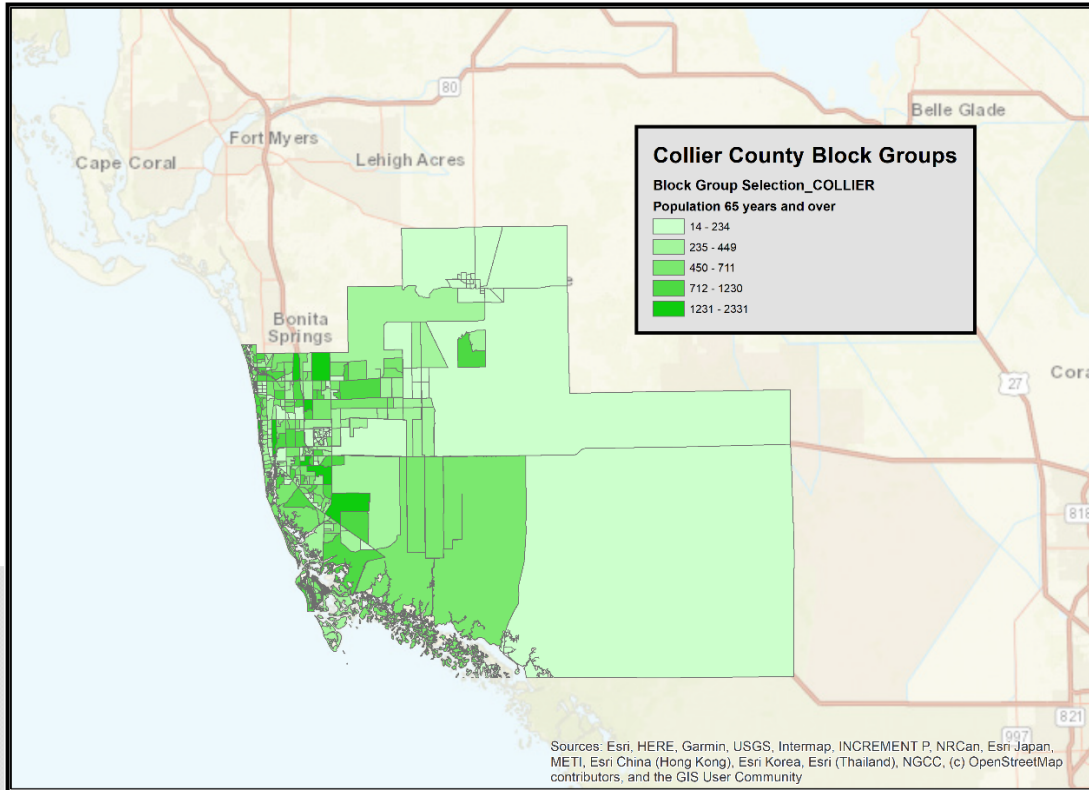 80
Belle Glade
Fort Myers
Cape Coral
Lehigh Acres
Collier County Block Groups
Block Group Selection_COLLIER
Population 65 years and over
14 - 234
235 - 449
450 - 711
712 - 1230
1231 - 2331
Bonita
Springs
27
Cora
818
821
997
Sources: Esri, HERE, Garmin, USGS, Intermap, INCREMENT P, NRCan, Esri Japan,
METI, Esri China (Hong Kong), Esri Korea, Esri (Thailand), NGCC, (c) OpenStreetMap
contributors, and the GIS User Community